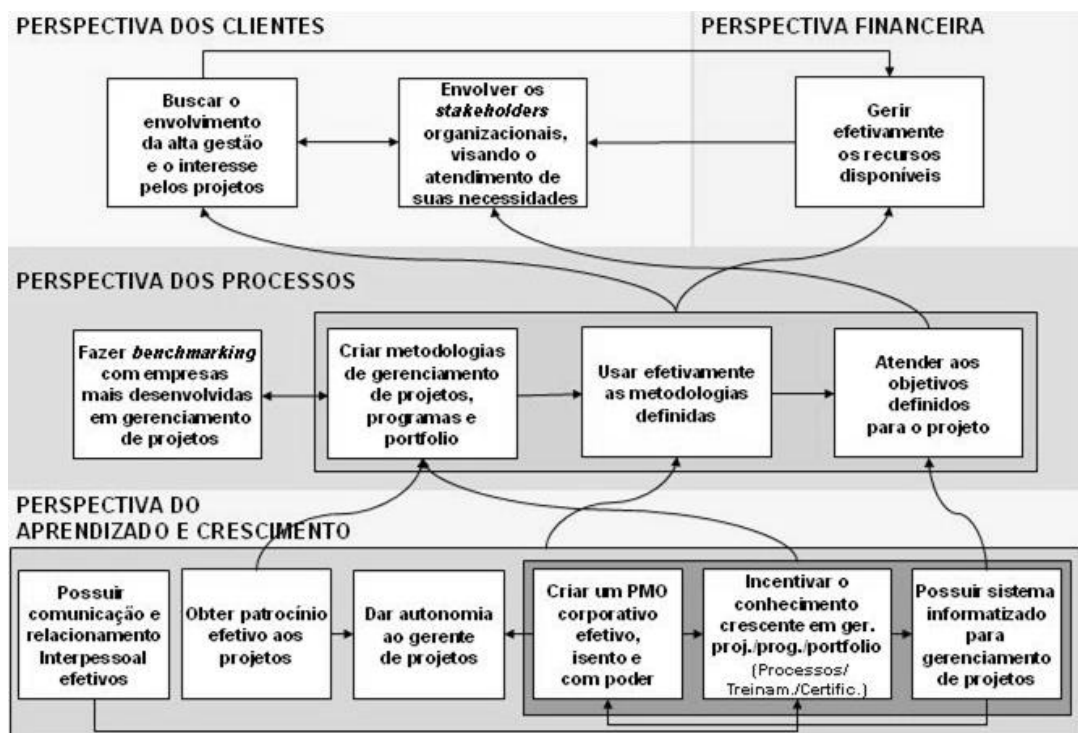 PERSPECTIVA DOS CLIENTES
PERSPECTIVA FINANCEIRA
Buscar o
envolvimento
da alta gestão
e o interesse
pelos projetos
Envolver os
stakeholders
organizacionais,
visando o
atendimento de
suas necessidades
Gerir
efetivamente
os recursos
disponíveis
PERSPECTIVA DOS PROCESSOS
Fazer benchmarking
com empresas
mais desenvolvidas
em gerenciamento
de projetos
Criar metodologias
de gerenciamento
de projetos,
programas e
portfolio
Usar efetivamente
as metodologias
definidas
Atender aos
objetivos
definidos
para o projeto
PERSPECTIVA DO
APRENDIZADO E CRESCIMENTO
Possuir
comunicação e
relacionamento
Interpessoal
efetivos
Obter patrocínio
efetivo aos
projetos
Dar autonomia
ao gerente
de projetos
Criar um PMO
corporativo
efetivo,
isento e
com poder
Incentivar o
conhecimento
crescente em ger.
proj./prog./portfolio
(Processos/
Treinam./Certific.)
Possuir sistema
informatizado
para
gerenciamento
de projetos